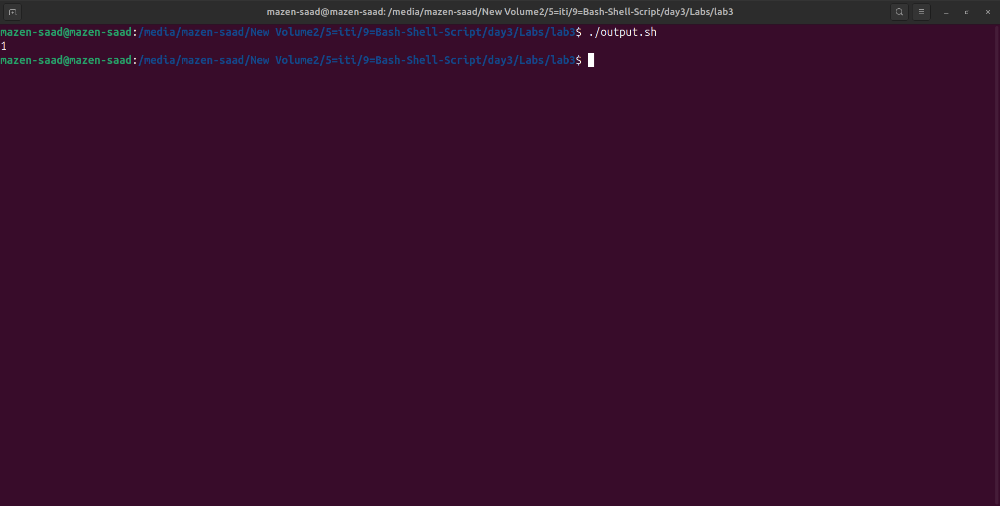 mazen-saad@mazen-saad: /media/mazen-saad/New Volume2/5=iti/9=Bash-Shell-Script/day3/Labs/lab3
mazen-saad@mazen-saad:/media/mazen-saad/New Volume2/5=iti/9=Bash-Shell-Script/day3/Labs/lab3$ ./output.sh
1
mazen-saad@mazen-saad:/media/mazen-saad/New Volume2/5=iti/9=Bash-Shell-Script/day3/Labs/lab3$